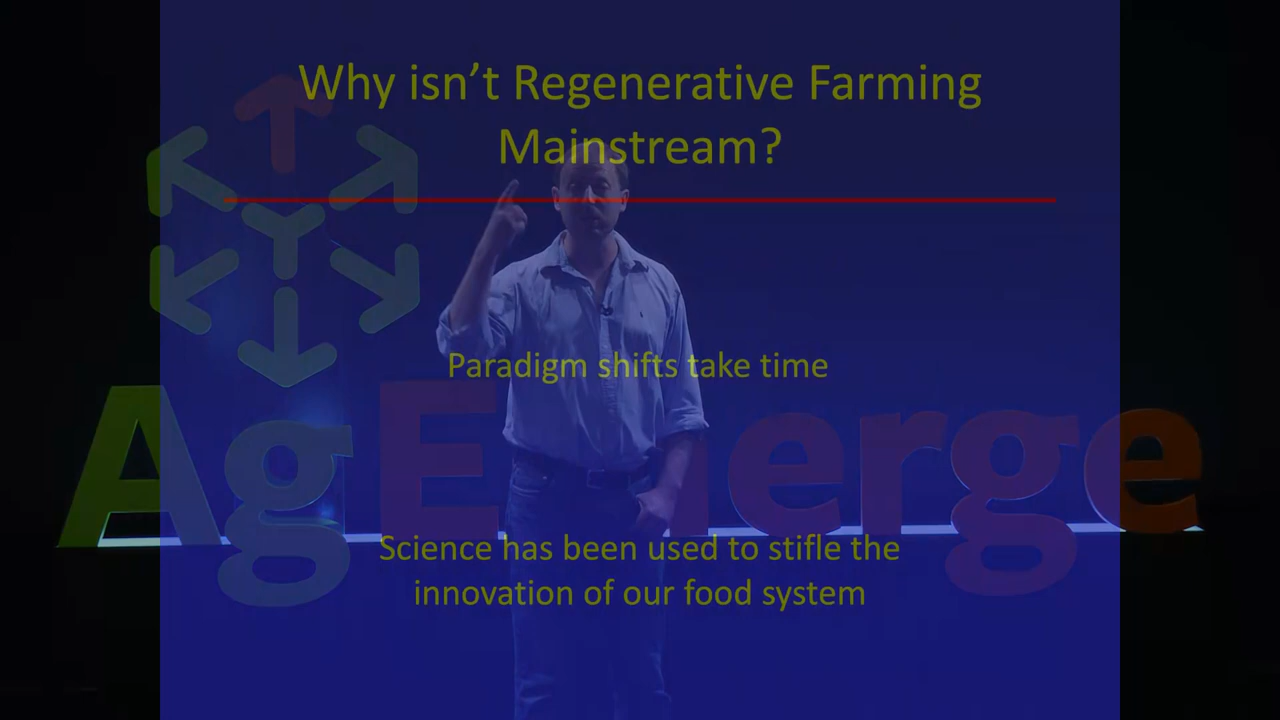 Why isn't Regenerative Farming
Mainstream?
Paradigm shifts take time
AgEmerge
Science has been used to stifle the
innovation of our food system